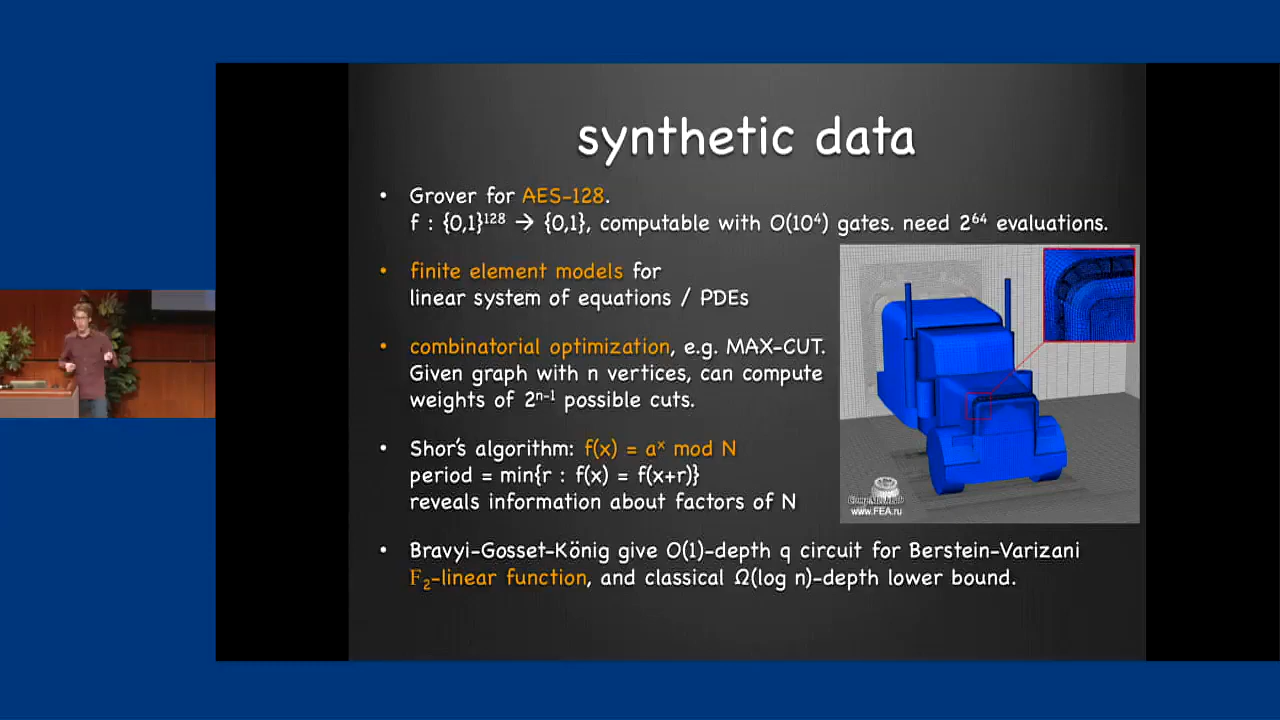 synthetic data
• Grover for AES-128.
f : {0,1}¹²⁸ → {0,1}, computable with O(10⁴) gates. need 2⁶⁴ evaluations.
• finite element models for
linear system of equations / PDEs
• combinatorial optimization, e.g. MAX-CUT.
Given graph with n vertices, can compute
weights of 2ⁿ⁻¹ possible cuts.
• Shor's algorithm: f(x) = aˣ mod N
period = min{r : f(x) = f(x+r)}
reveals information about factors of N
www.FEA.ru
• Bravyi-Gosset-König give O(1)-depth q circuit for Berstein-Varizani
F₂-linear function, and classical Ω(log n)-depth lower bound.